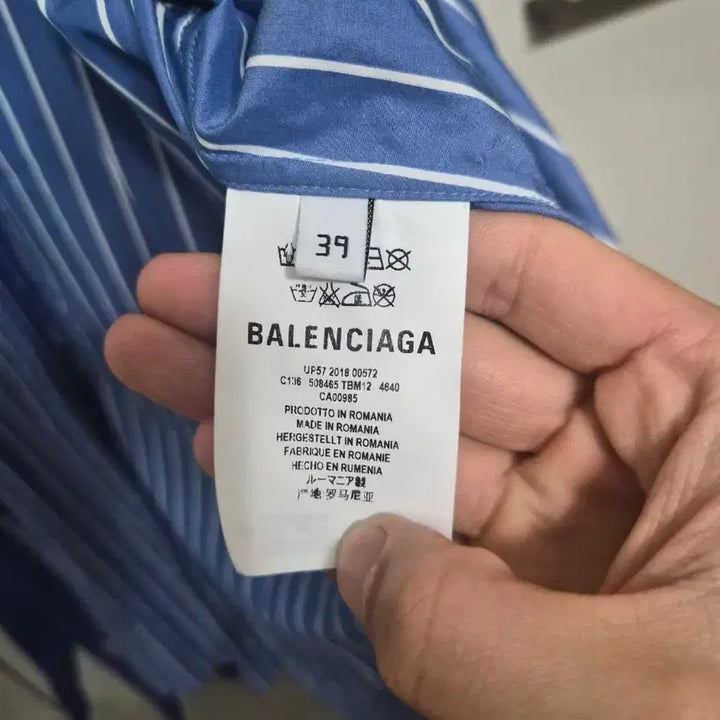 39
BALENCIAGA
UP57 2018 00572
C136 508465 TBM12 4640
CA00985
PRODOTTO IN ROMANIA
MADE IN ROMANIA
HERGESTELLT IN ROMANIA
FABRIQUE EN ROMANIE
HECHO EN RUMENIA
ルーマニア製
产地:罗马尼亚